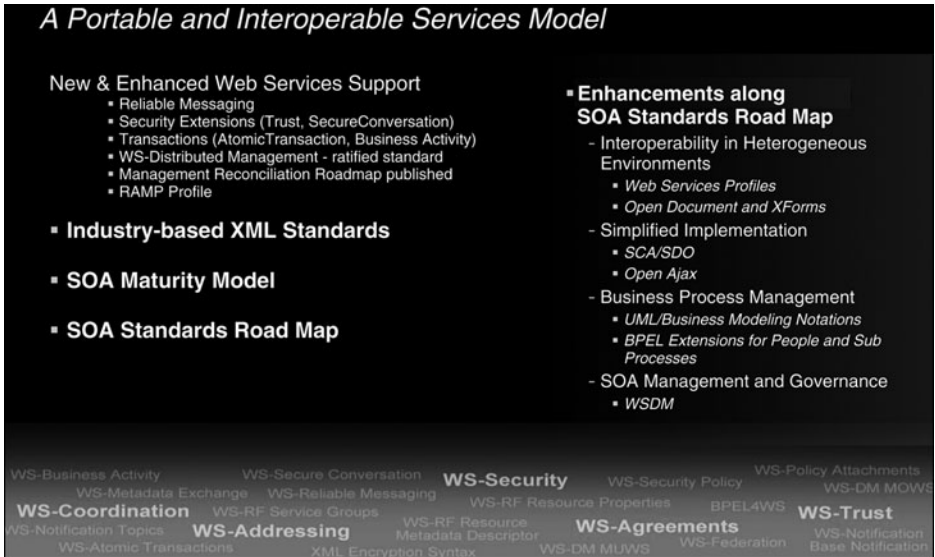 A Portable and Interoperable Services Model
New & Enhanced Web Services Support
▪ Reliable Messaging
▪ Security Extensions (Trust, SecureConversation)
▪ Transactions (AtomicTransaction, Business Activity)
▪ WS-Distributed Management - ratified standard
▪ Management Reconciliation Roadmap published
▪ RAMP Profile
▪ Industry-based XML Standards
▪ SOA Maturity Model
▪ SOA Standards Road Map
▪ Enhancements along
SOA Standards Road Map
- Interoperability in Heterogeneous
Environments
▪ Web Services Profiles
▪ Open Document and XForms
- Simplified Implementation
▪ SCA/SDO
▪ Open Ajax
- Business Process Management
▪ UML/Business Modeling Notations
▪ BPEL Extensions for People and Sub
Processes
- SOA Management and Governance
▪ WSDM
WS-Business Activity
WS-Secure Conversation
WS-Security
WS-Security Policy
WS-Policy Attachments
WS-Metadata Exchange
WS-Reliable Messaging
WS-RF Resource Properties
BPEL4WS
WS-DM MOWS
WS-Coordination
WS-RF Service Groups
WS-Trust
WS-Notification Topics
WS-Addressing
WS-RF Resource
Metadata Descriptor
WS-Agreements
WS-Notification
Base Notification
WS-Atomic Transactions
XML Encryption Syntax
WS-DM MUWS
WS-Federation